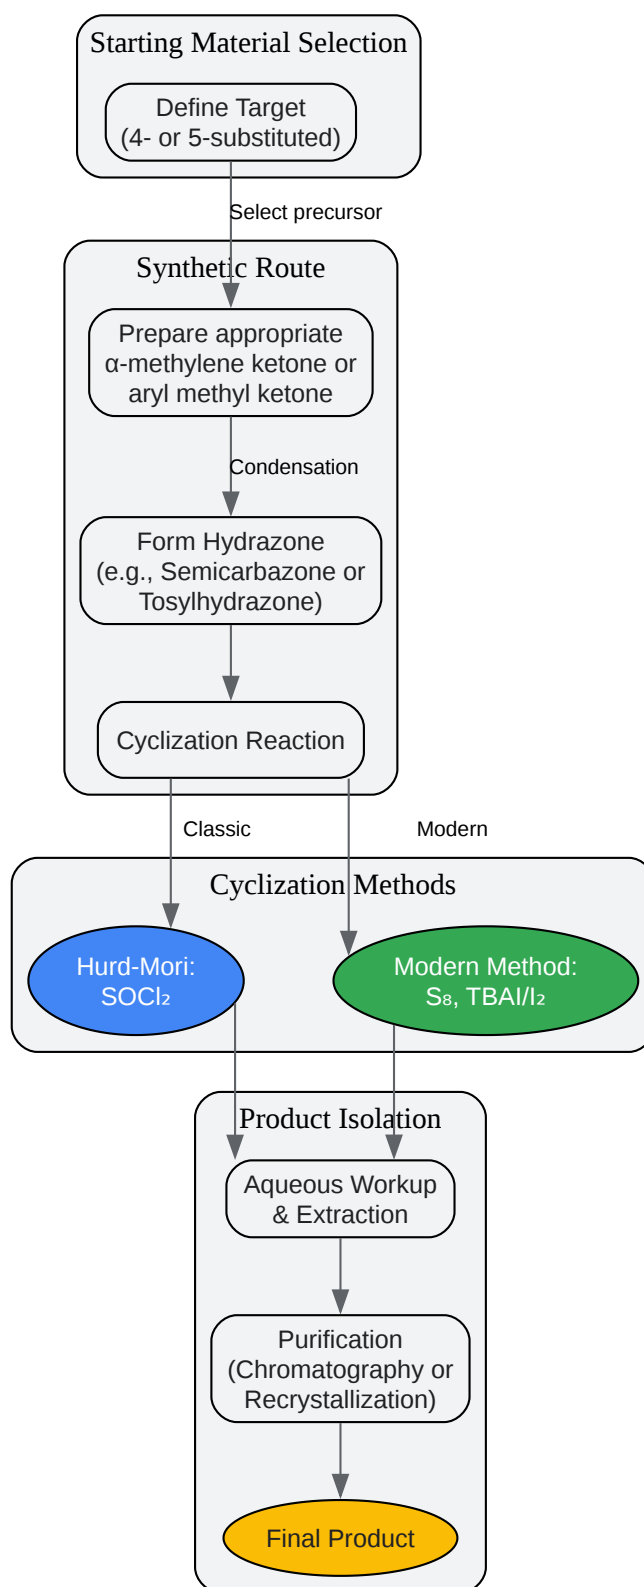 Starting Material Selection
Define Target
(4- or 5-substituted)
Select precursor
Synthetic Route
Prepare appropriate
α-methylene ketone or
aryl methyl ketone
Condensation
Form Hydrazone
(e.g., Semicarbazone or
Tosylhydrazone)
Cyclization Reaction
Classic
Modern
Cyclization Methods
Hurd-Mori:
SOCl₂
Modern Method:
S₈, TBAI/I₂
Product Isolation
Aqueous Workup
& Extraction
Purification
(Chromatography or
Recrystallization)
Final Product